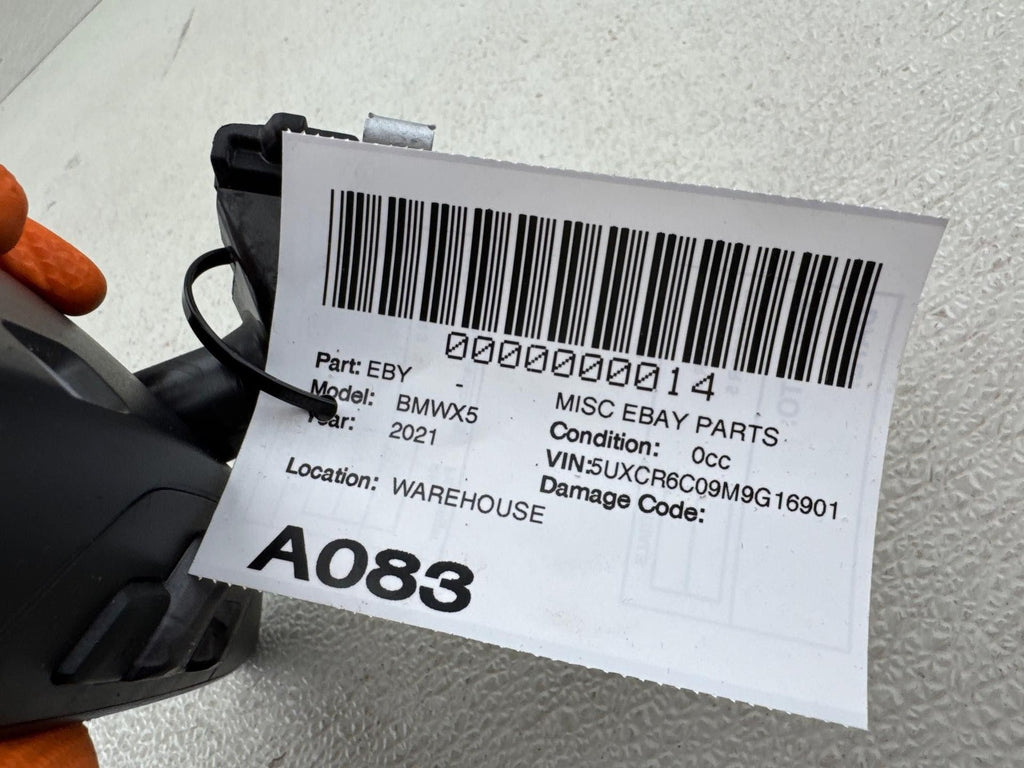 0000000014
Part: EBY - MISC EBAY PARTS
Model: BMWX5 Condition: 0cc
Year: 2021 VIN:5UXCR6C09M9G16901
Damage Code:
Location: WAREHOUSE
A083